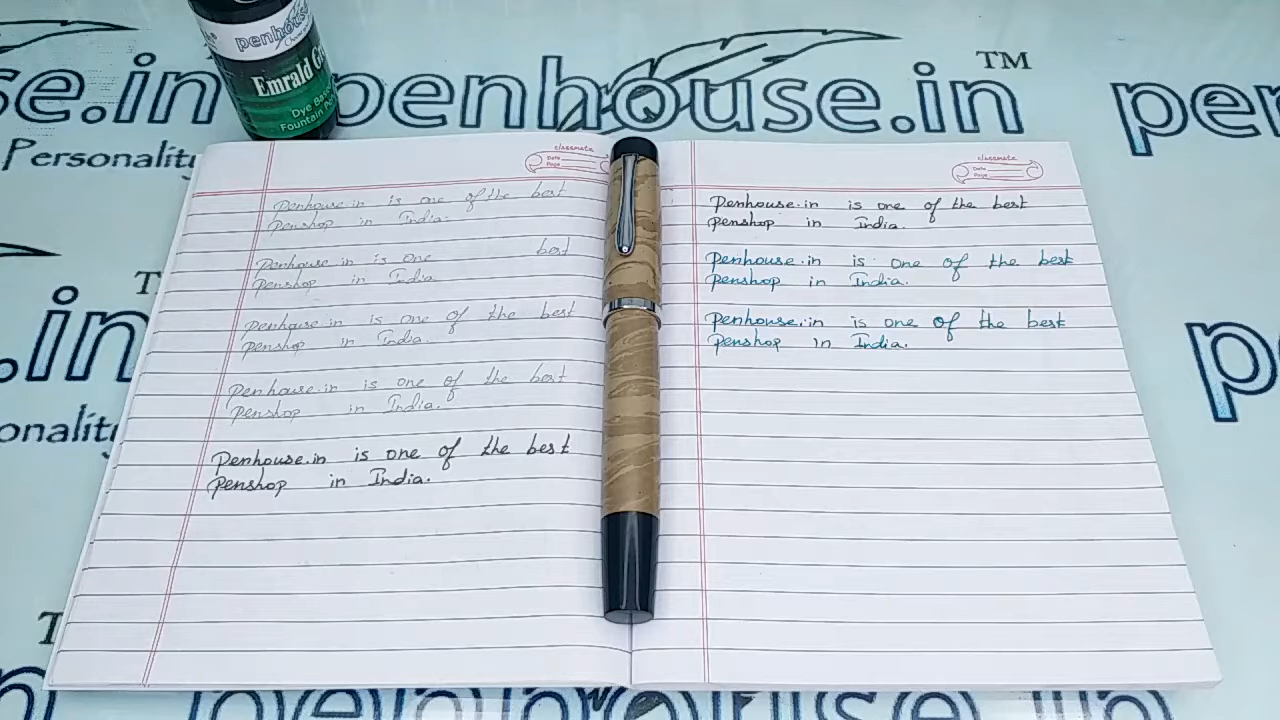 penhouse
Emrald G
Dye Base
Fountain Pe
se.in
penhouse.in TM
pen
Personality
classmate
Date
Page
Penhouse.in is one of the best
penshop in India.
Penhouse.in is one best
penshop in India
Penhouse.in is one of the best
penshop in India.
Penhouse.in is one of the best
penshop in India.
Penhouse.in is one of the best
penshop in India.
classmate
Date
Page
Penhouse.in is one of the best
penshop in India.
Penhouse.in is one of the best
penshop in India.
Penhouse.in is one of the best
penshop in India.
T
.in
onality
p
T
penhouse.in